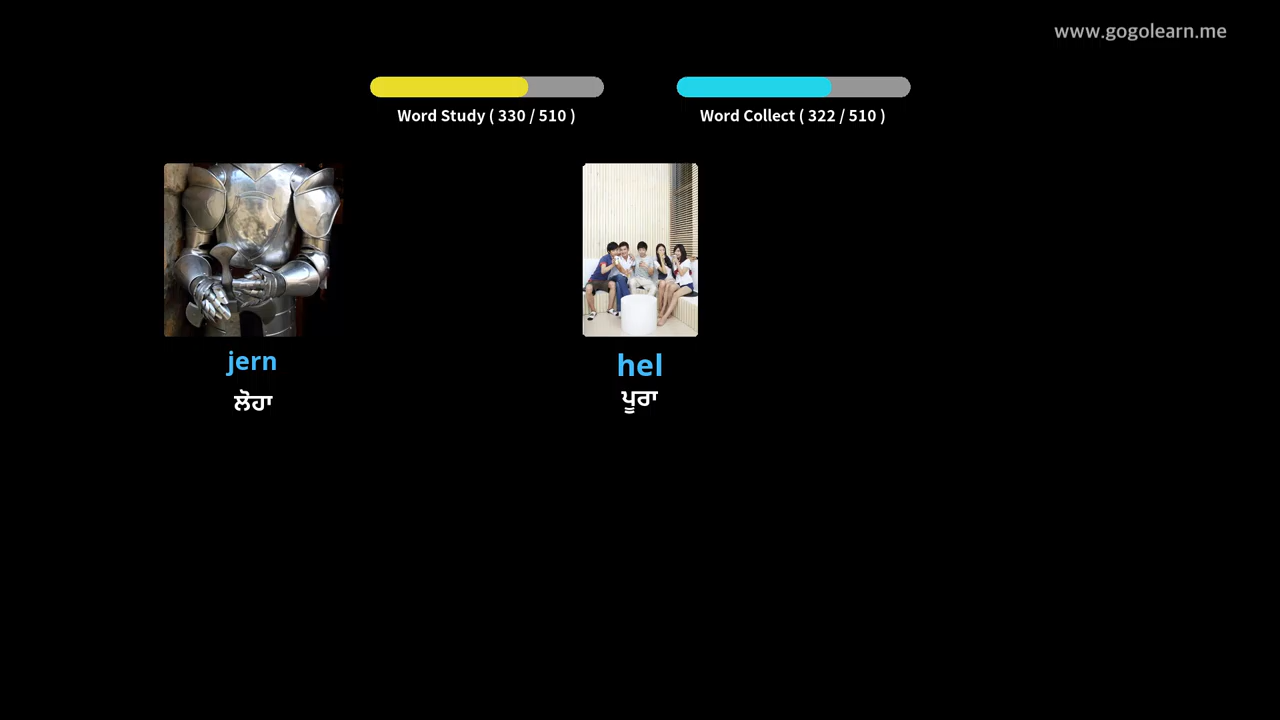 www.gogolearn.me
Word Study ( 330 / 510 )
Word Collect ( 322 / 510 )
jern
ਲੋਹਾ
hel
ਪੂਰਾ